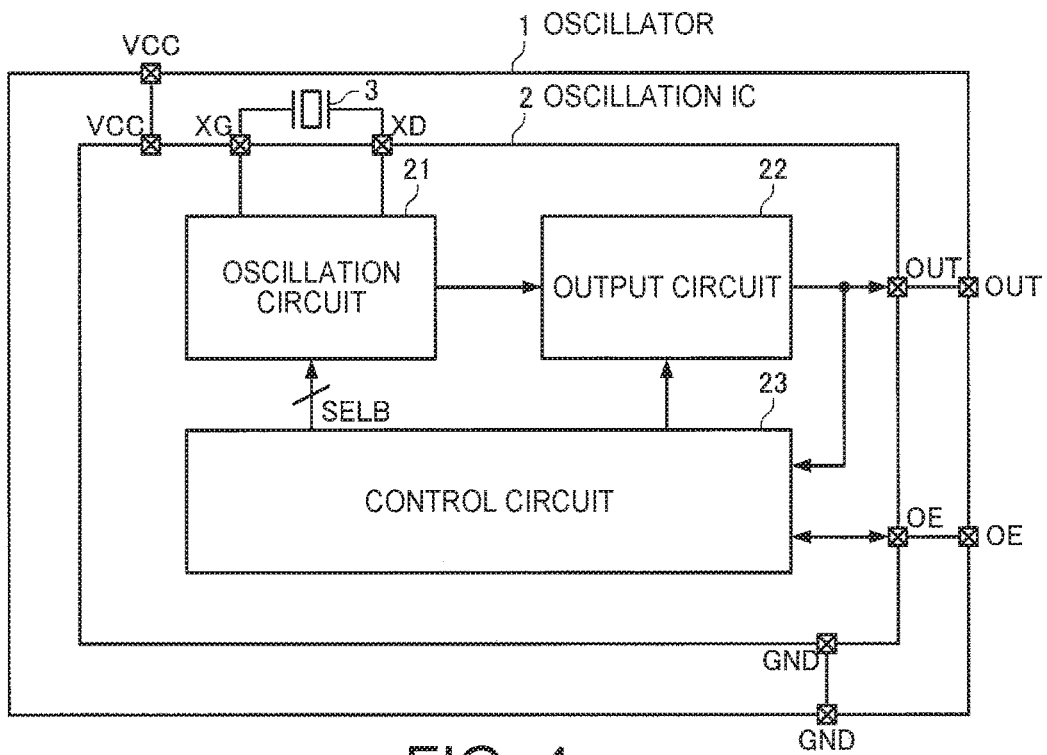 1 OSCILLATOR
VCC
3
2 OSCILLATION IC
VCC
XG
XD
21
22
OSCILLATION
CIRCUIT
OUTPUT CIRCUIT
OUT
OUT
SELB
23
CONTROL CIRCUIT
OE
OE
GND
GND